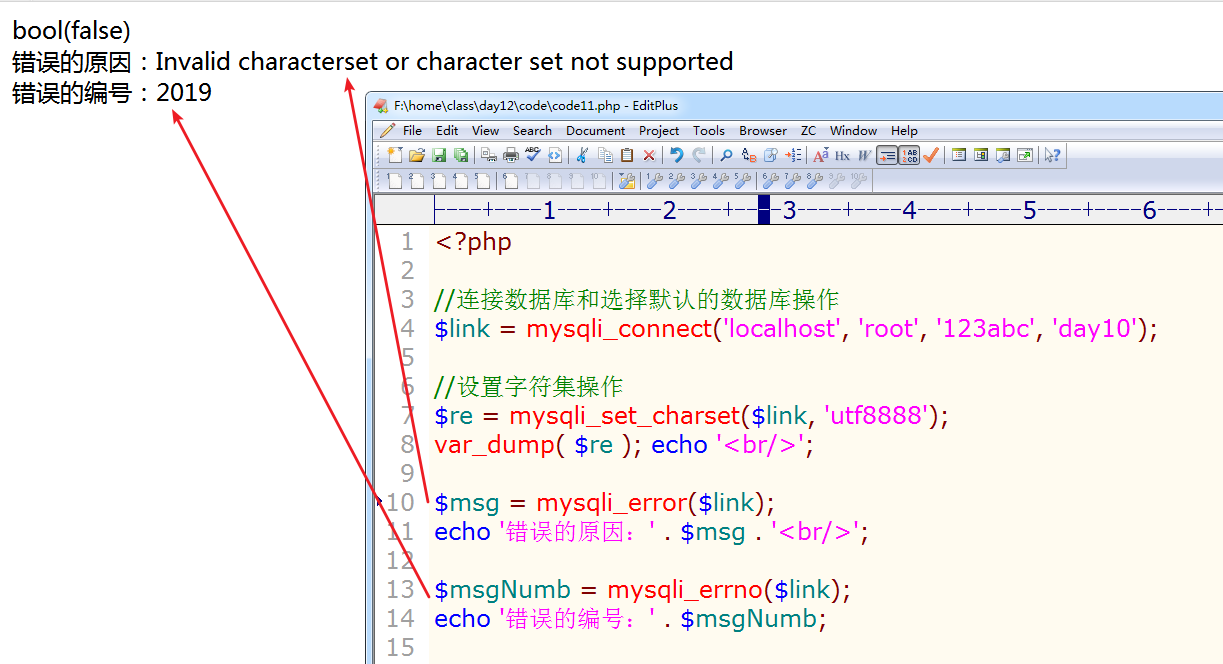 bool(false)
错误的原因：Invalid characterset or character set not supported
错误的编号：2019
F:\home\class\day12\code\code11.php - EditPlus
File Edit View Search Document Project Tools Browser ZC Window Help
----+----1----+----2----+----3----+----4----+----5----+----6----+
1 <?php
2
3 //连接数据库和选择默认的数据库操作
4 $link = mysqli_connect('localhost', 'root', '123abc', 'day10');
5
6 //设置字符集操作
7 $re = mysqli_set_charset($link, 'utf8888');
8 var_dump( $re ); echo '<br/>';
9
10 $msg = mysqli_error($link);
11 echo '错误的原因：' . $msg . '<br/>';
12
13 $msgNumb = mysqli_errno($link);
14 echo '错误的编号：' . $msgNumb;
15